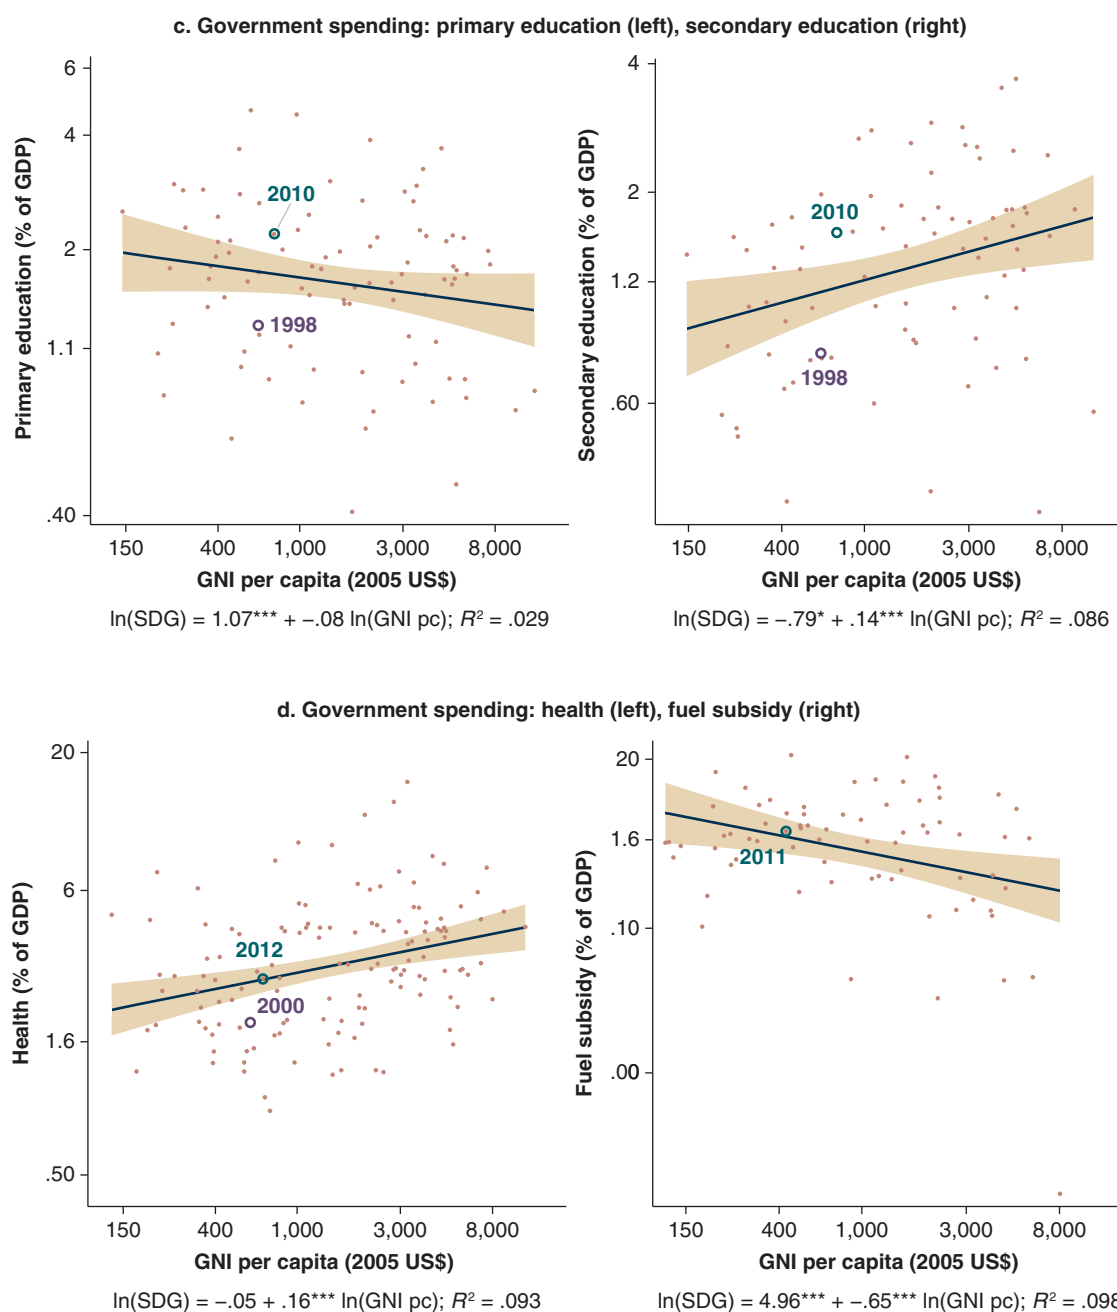 c. Government spending: primary education (left), secondary education (right)
6
4
2
1.1
.40
Primary education (% of GDP)
2010
1998
150 400 1,000 3,000 8,000
GNI per capita (2005 US$)
ln(SDG) = 1.07*** + –.08 ln(GNI pc); R² = .029
4
2
1.2
.60
Secondary education (% of GDP)
2010
1998
150 400 1,000 3,000 8,000
GNI per capita (2005 US$)
ln(SDG) = –.79* + .14*** ln(GNI pc); R² = .086
d. Government spending: health (left), fuel subsidy (right)
20
6
1.6
.50
Health (% of GDP)
2012
2000
150 400 1,000 3,000 8,000
GNI per capita (2005 US$)
ln(SDG) = –.05 + .16*** ln(GNI pc); R² = .093
20
1.6
.10
.00
Fuel subsidy (% of GDP)
2011
150 400 1,000 3,000 8,000
GNI per capita (2005 US$)
ln(SDG) = 4.96*** + –.65*** ln(GNI pc); R² = .098